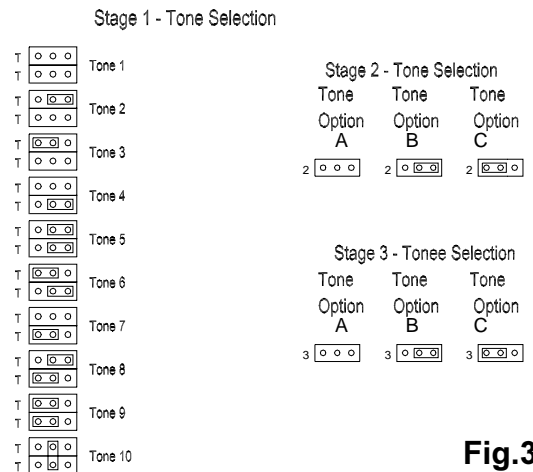 Stage 1 - Tone Selection
T
T Tone 1
T
T Tone 2
T
T Tone 3
T
T Tone 4
T
T Tone 5
T
T Tone 6
T
T Tone 7
T
T Tone 8
T
T Tone 9
T
T Tone 10
Stage 2 - Tone Selection
Tone Tone Tone
Option Option Option
A B C
2 2 2
Stage 3 - Tonee Selection
Tone Tone Tone
Option Option Option
A B C
3 3 3
Fig.3